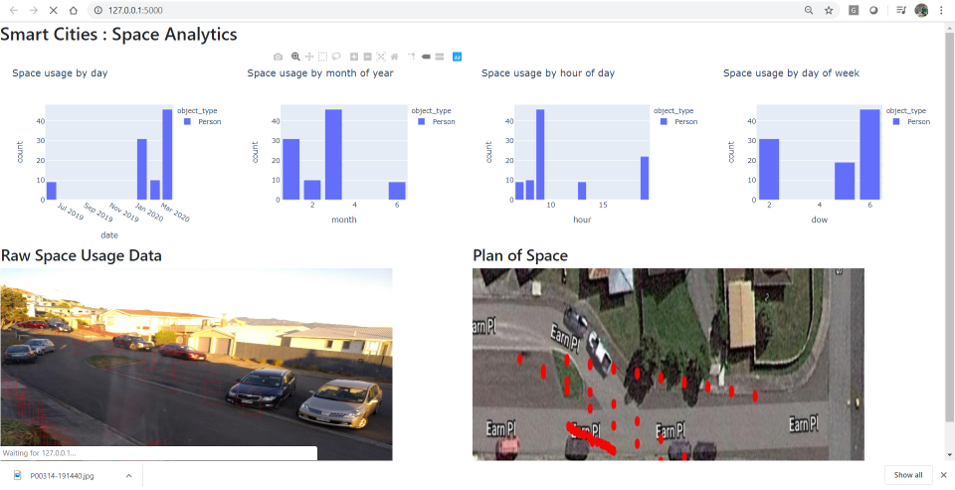 127.0.0.1:5000
Smart Cities : Space Analytics
Space usage by day
Space usage by month of year
Space usage by hour of day
Space usage by day of week
object_type
Person
object_type
Person
object_type
Person
object_type
Person
count
40
30
20
10
0
Jul 2019
Sep 2019
Nov 2019
Jan 2020
Mar 2020
date
count
40
30
20
10
0
2
4
6
month
count
40
30
20
10
0
10
15
hour
count
40
30
20
10
0
2
4
6
dow
Raw Space Usage Data
Plan of Space
arn Pl
Earn Pl
Earn Pl
Earn Pl
Earn Pl
Earn Pl
Waiting for 127.0.0.1...
P00314-191440.jpg
Show all